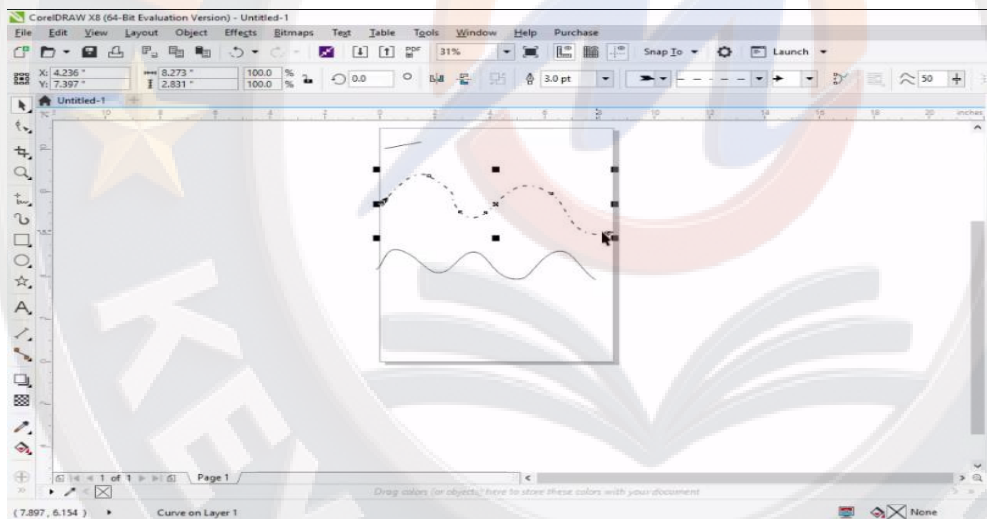 CorelDRAW X8 (64-Bit Evaluation Version) - Untitled-1
File Edit View Layout Object Effects Bitmaps Text Table Tools Window Help Purchase
PDF 31% Snap To Launch
X: 4.236 " 8.273 " 100.0 % 0.0 3.0 pt 50
Y: 7.397 " 2.831 " 100.0 %
Untitled-1
inches
KEY
1 of 1 Page 1
Drag colors (or objects) here to store these colors with your document
( 7.897 , 6.154 ) Curve on Layer 1 None